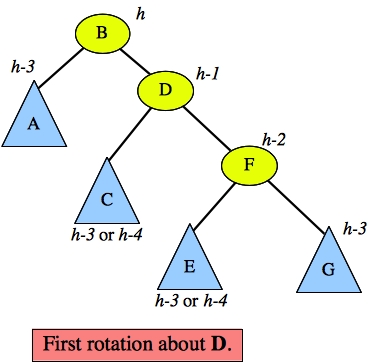 h
B
h-3
D
h-1
A
h-2
F
C
h-3
h-3 or h-4
E
G
h-3 or h-4
First rotation about D.